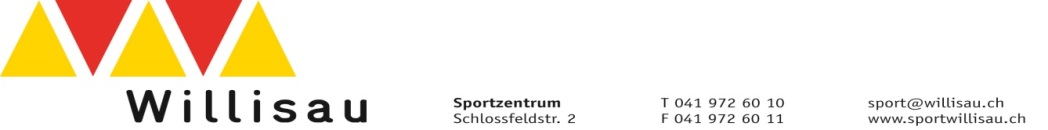 Willisau
Sportzentrum
Schlossfeldstr. 2
T 041 972 60 10
F 041 972 60 11
sport@willisau.ch
www.sportwillisau.ch